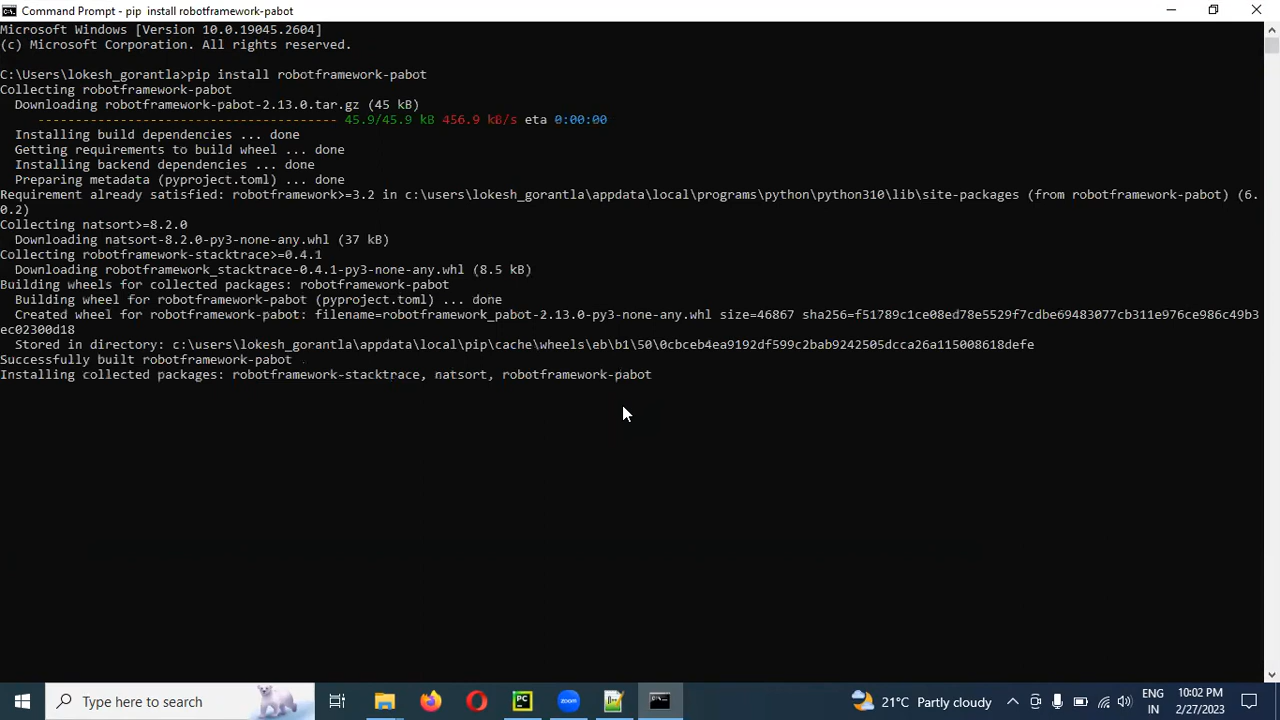 Command Prompt - pip  install robotframework-pabot
Microsoft Windows [Version 10.0.19045.2604]
(c) Microsoft Corporation. All rights reserved.
C:\Users\lokesh_gorantla>pip install robotframework-pabot
Collecting robotframework-pabot
Downloading robotframework-pabot-2.13.0.tar.gz (45 kB)
---------------------------------------- 45.9/45.9 kB 456.9 kB/s eta 0:00:00
Installing build dependencies ... done
Getting requirements to build wheel ... done
Installing backend dependencies ... done
Preparing metadata (pyproject.toml) ... done
Requirement already satisfied: robotframework>=3.2 in c:\users\lokesh_gorantla\appdata\local\programs\python\python310\lib\site-packages (from robotframework-pabot) (6.
0.2)
Collecting natsort>=8.2.0
Downloading natsort-8.2.0-py3-none-any.whl (37 kB)
Collecting robotframework-stacktrace>=0.4.1
Downloading robotframework_stacktrace-0.4.1-py3-none-any.whl (8.5 kB)
Building wheels for collected packages: robotframework-pabot
Building wheel for robotframework-pabot (pyproject.toml) ... done
Created wheel for robotframework-pabot: filename=robotframework_pabot-2.13.0-py3-none-any.whl size=46867 sha256=f51789c1ce08ed78e5529f7cdbe69483077cb311e976ce986c49b3
ec02300d18
Stored in directory: c:\users\lokesh_gorantla\appdata\local\pip\cache\wheels\eb\b1\50\0cbceb4ea9192df599c2bab9242505dcca26a115008618defe
Successfully built robotframework-pabot
Installing collected packages: robotframework-stacktrace, natsort, robotframework-pabot
Type here to search
PC
21°C Partly cloudy
ENG
IN
10:02 PM
2/27/2023